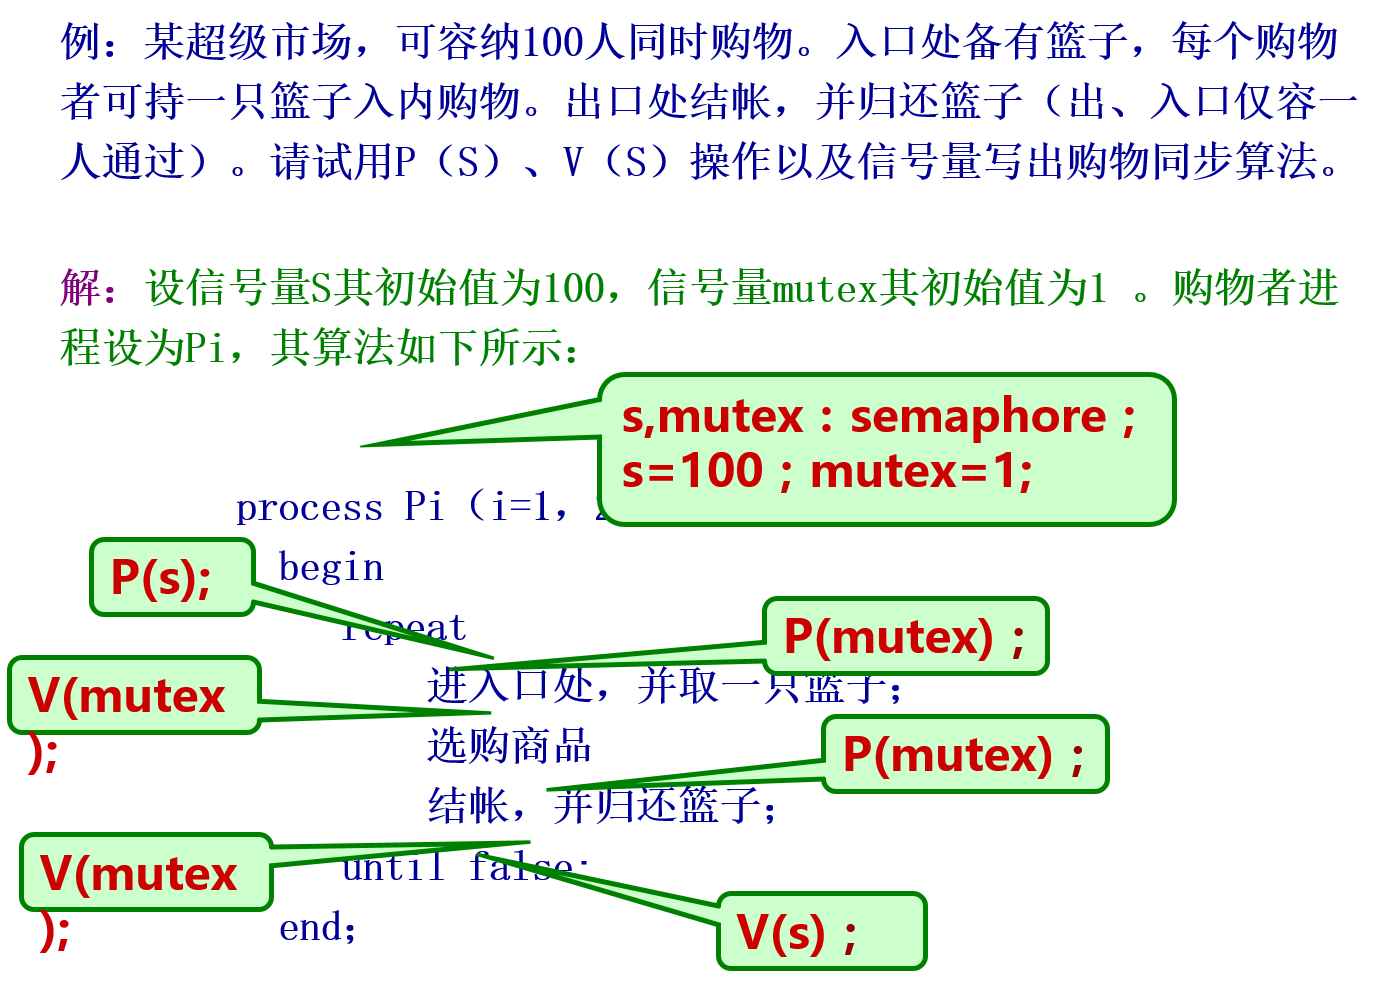 例：某超级市场，可容纳100人同时购物。入口处备有篮子，每个购物
者可持一只篮子入内购物。出口处结帐，并归还篮子（出、入口仅容一
人通过）。请试用P（S）、V（S）操作以及信号量写出购物同步算法。
解：设信号量S其初始值为100，信号量mutex其初始值为1 。购物者进
程设为Pi，其算法如下所示：
s,mutex：semaphore；
s=100；mutex=1;
process Pi（i=1，
begin
P(s);
repeat
P(mutex)；
进入口处，并取一只篮子；
V(mutex
);
选购商品
P(mutex)；
结帐，并归还篮子；
V(mutex
);
until false;
V(s)；
end；